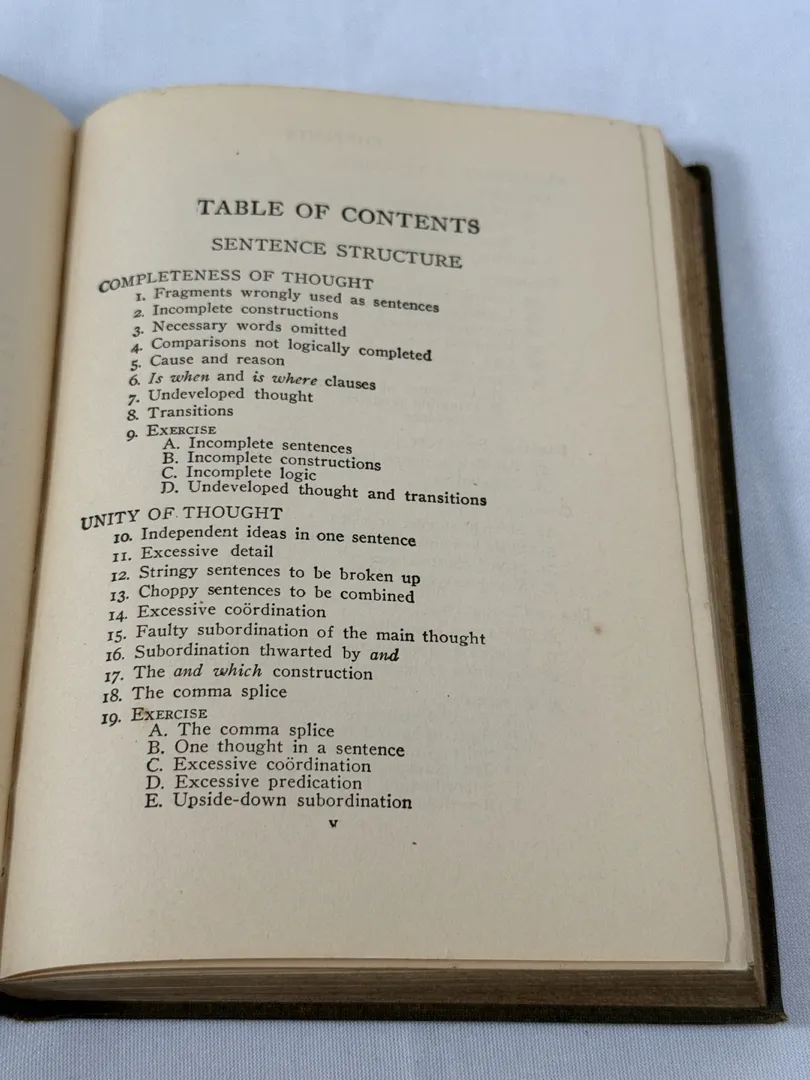 TABLE OF CONTENTS
SENTENCE STRUCTURE
COMPLETENESS OF THOUGHT
1. Fragments wrongly used as sentences
2. Incomplete constructions
3. Necessary words omitted
4. Comparisons not logically completed
5. Cause and reason
6. Is when and is where clauses
7. Undeveloped thought
8. Transitions
9. EXERCISE
A. Incomplete sentences
B. Incomplete constructions
C. Incomplete logic
D. Undeveloped thought and transitions
UNITY OF THOUGHT
10. Independent ideas in one sentence
11. Excessive detail
12. Stringy sentences to be broken up
13. Choppy sentences to be combined
14. Excessive coördination
15. Faulty subordination of the main thought
16. Subordination thwarted by and
17. The and which construction
18. The comma splice
19. EXERCISE
A. The comma splice
B. One thought in a sentence
C. Excessive coördination
D. Excessive predication
E. Upside-down subordination
v